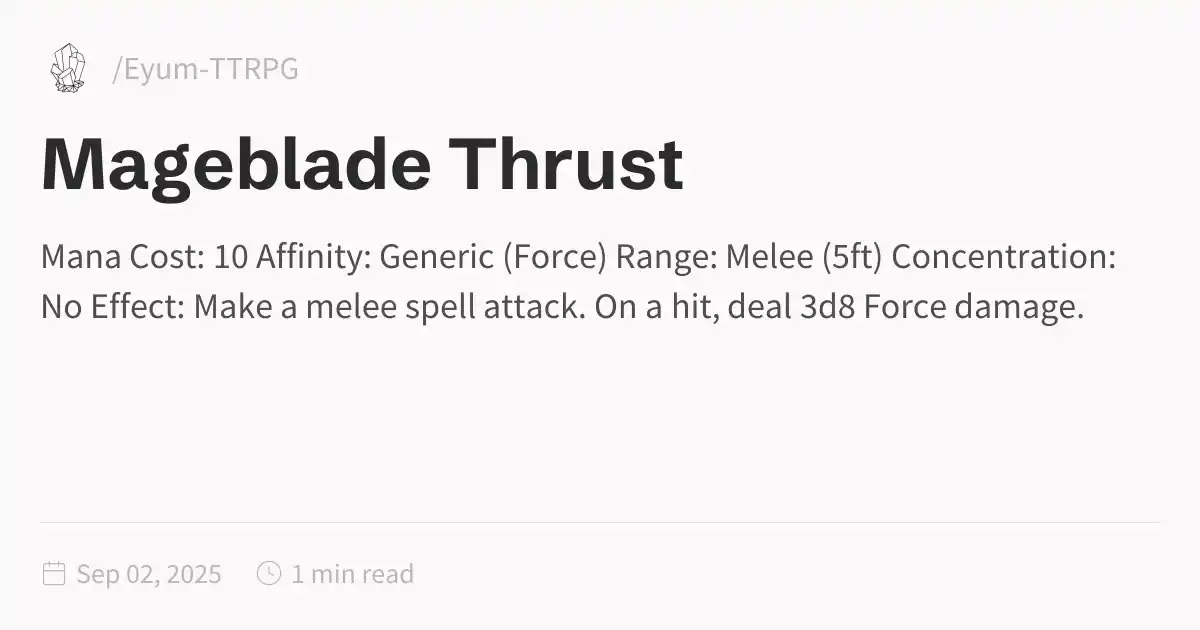 /Eyum-TTRPG
Mageblade Thrust
Mana Cost: 10 Affinity: Generic (Force) Range: Melee (5ft) Concentration:
No Effect: Make a melee spell attack. On a hit, deal 3d8 Force damage.
Sep 02, 2025 1 min read